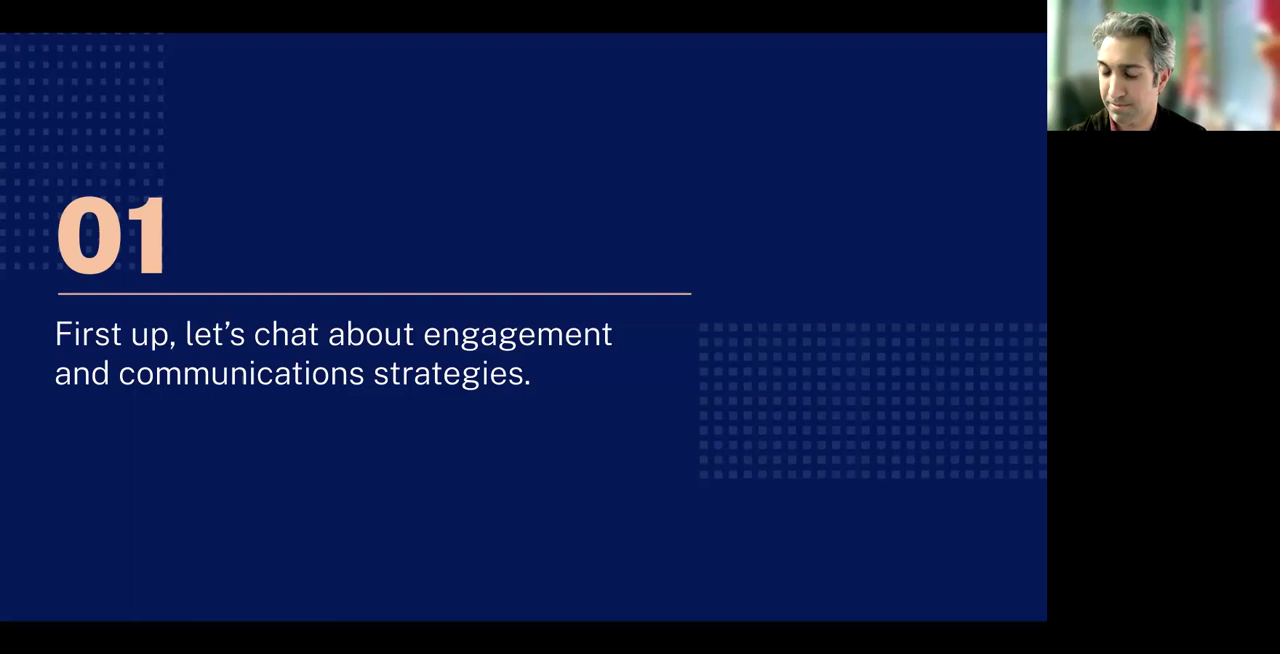 01
First up, let’s chat about engagement
and communications strategies.